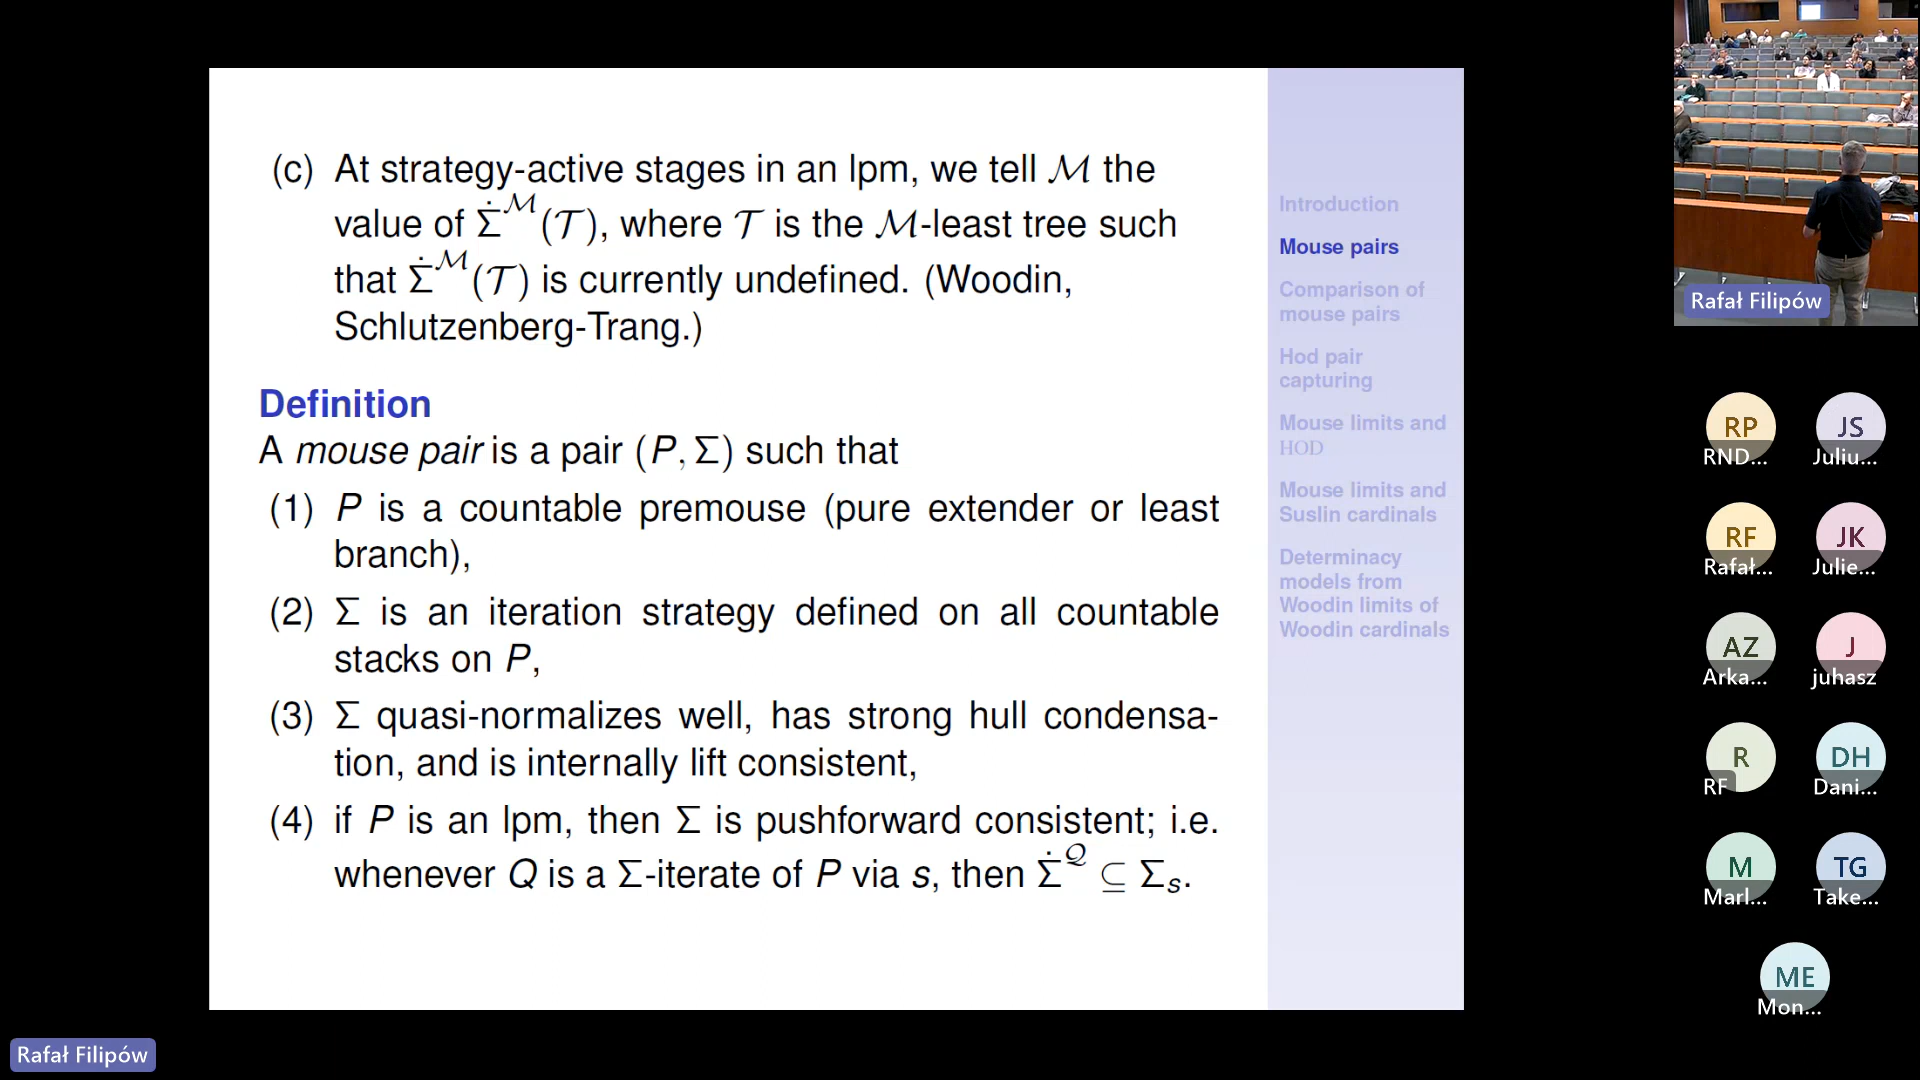 (c) At strategy-active stages in an lpm, we tell ℳ the
value of Σ̇^ℳ(𝒯), where 𝒯 is the ℳ-least tree such
that Σ̇^ℳ(𝒯) is currently undefined. (Woodin,
Schlutzenberg-Trang.)
Definition
A mouse pair is a pair (P, Σ) such that
(1) P is a countable premouse (pure extender or least
branch),
(2) Σ is an iteration strategy defined on all countable
stacks on P,
(3) Σ quasi-normalizes well, has strong hull condensa-
tion, and is internally lift consistent,
(4) if P is an lpm, then Σ is pushforward consistent; i.e.
whenever Q is a Σ-iterate of P via s, then Σ̇^𝒬 ⊆ Σₛ.
Introduction
Mouse pairs
Comparison of
mouse pairs
Hod pair
capturing
Mouse limits and
HOD
Mouse limits and
Suslin cardinals
Determinacy
models from
Woodin limits of
Woodin cardinals
Rafał Filipów
RP
RND...
JS
Juliu...
RF
Rafał...
JK
Julie...
AZ
Arka...
J
juhasz
R
RF
DH
Dani...
M
Marl...
TG
Take...
ME
Mon...
Rafał Filipów